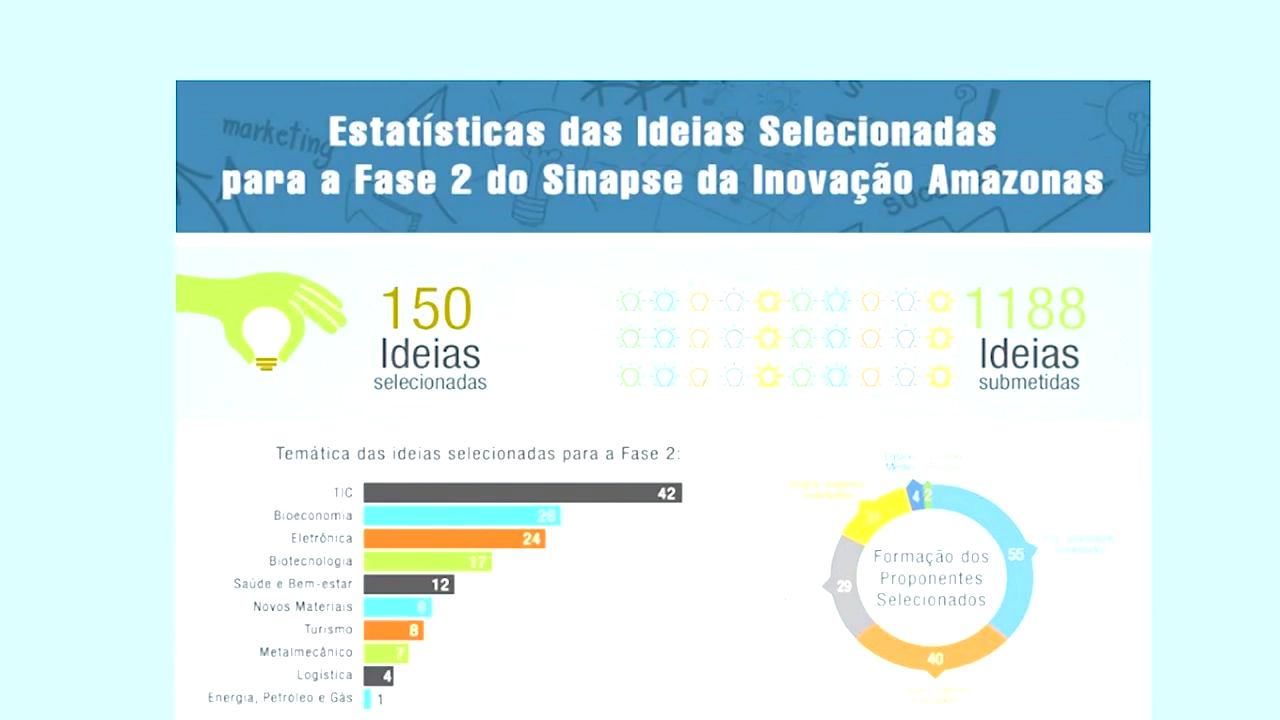 marketing
Estatísticas das Ideias Selecionadas
para a Fase 2 do Sinapse da Inovação Amazonas
150
Ideias
selecionadas
1188
Ideias
submetidas
Temática das ideias selecionadas para a Fase 2:
TIC 42
Bioeconomia 26
Eletrônica 24
Biotecnologia 17
Saúde e Bem-estar 12
Novos Materiais
Turismo 8
Metalmecânico 7
Logística 4
Energia, Petróleo e Gás 1
Formação dos
Proponentes
Selecionados
4
2
55
29
40